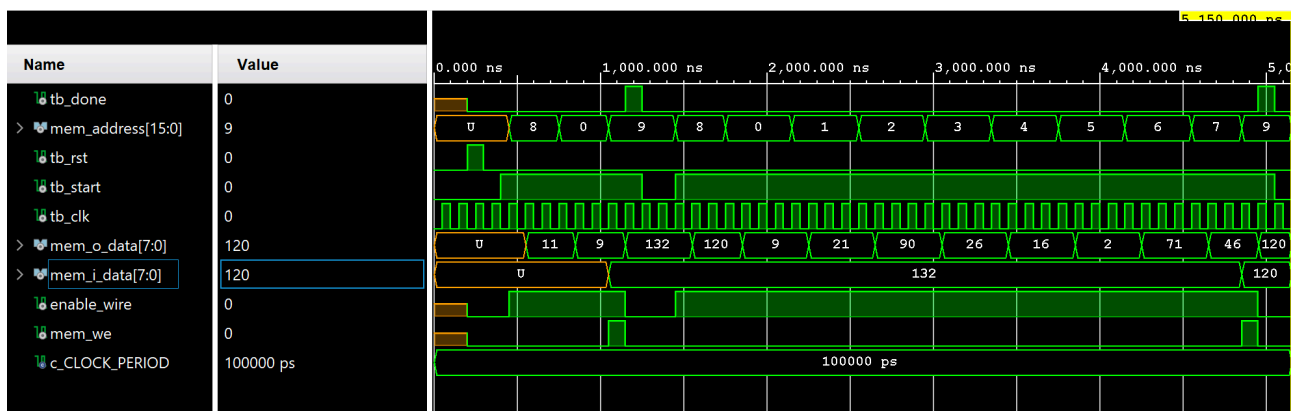 5,150.000 ns
Name Value
0.000 ns 1,000.000 ns 2,000.000 ns 3,000.000 ns 4,000.000 ns 5,0
tb_done 0
mem_address[15:0] 9 U 8 0 9 8 0 1 2 3 4 5 6 7 9
tb_rst 0
tb_start 0
tb_clk 0
mem_o_data[7:0] 120 U 11 9 132 120 9 21 90 26 16 2 71 46 120
mem_i_data[7:0] 120 U 132 120
enable_wire 0
mem_we 0
c_CLOCK_PERIOD 100000 ps 100000 ps